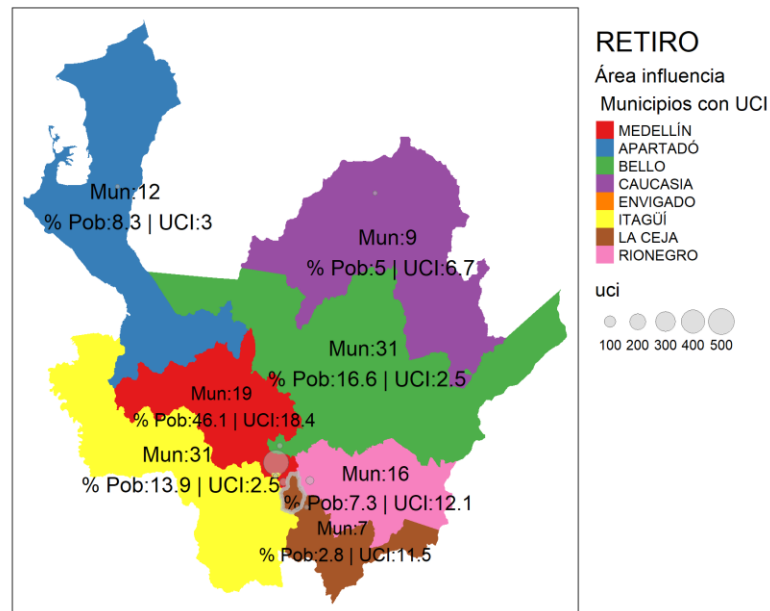 RETIRO
Área influencia
Municipios con UCI
MEDELLÍN
APARTADÓ
BELLO
CAUCASIA
ENVIGADO
ITAGÜÍ
LA CEJA
RIONEGRO
uci
100 200 300 400 500
Mun:12
% Pob:8.3 | UCI:3
Mun:9
% Pob:5 | UCI:6.7
Mun:31
% Pob:16.6 | UCI:2.5
Mun:19
% Pob:46.1 | UCI:18.4
Mun:31
% Pob:13.9 | UCI:2.5
Mun:16
% Pob:7.3 | UCI:12.1
Mun:7
% Pob:2.8 | UCI:11.5